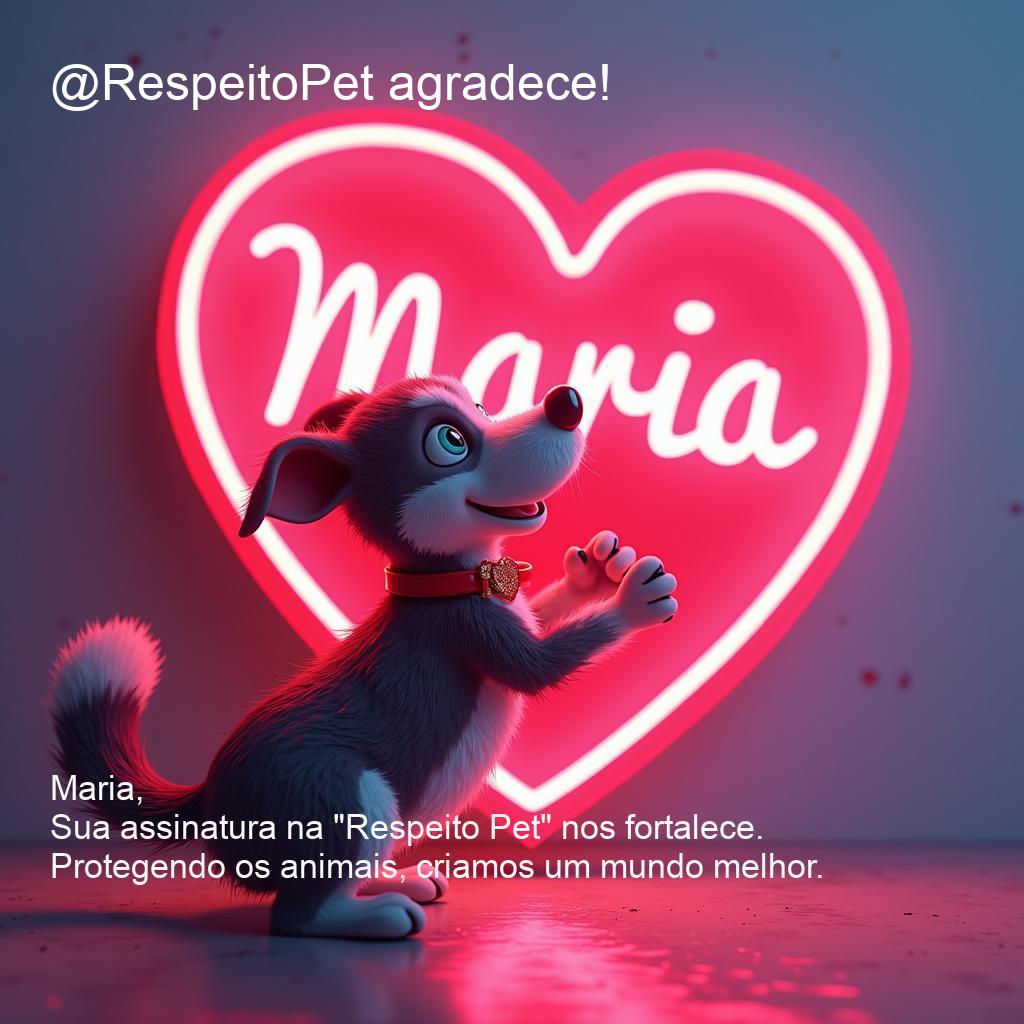 @RespeitoPet agradece!
Maria
Maria,
Sua assinatura na "Respeito Pet" nos fortalece.
Protegendo os animais, criamos um mundo melhor.